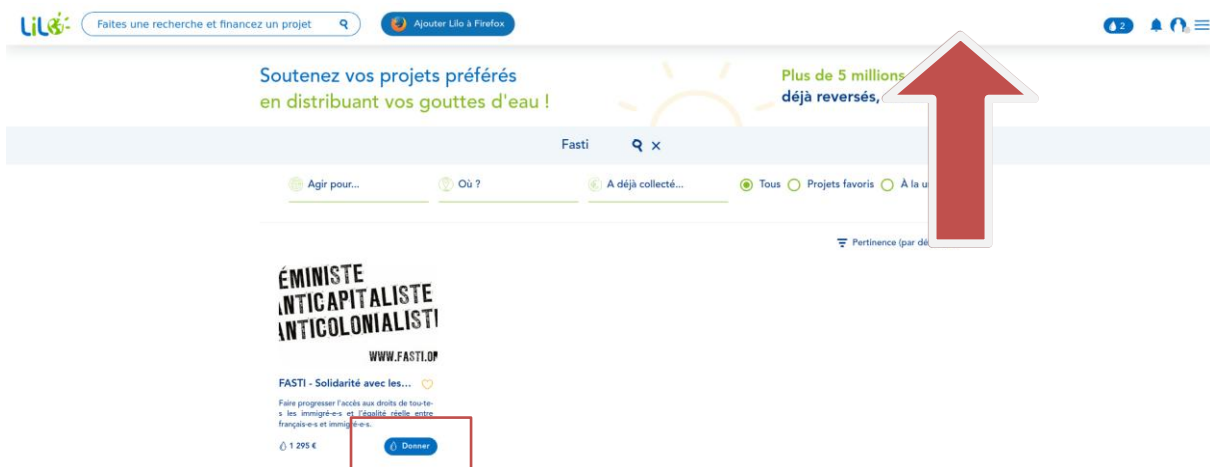 Lilo
Faites une recherche et financez un projet
Ajouter Lilo à Firefox
2
Soutenez vos projets préférés
en distribuant vos gouttes d'eau !
Plus de 5 millions
déjà reversés,
Fasti
Agir pour...
Où ?
A déjà collecté...
Tous
Projets favoris
À la u
Pertinence (par dé
ÉMINISTE
NTICAPITALISTE
ANTICOLONIALIST
WWW.FASTI.OR
FASTI - Solidarité avec les...
Faire progresser l'accès aux droits de tou-te-
s les immigré-e-s et l'égalité réelle entre
français-e-s et immigré-e-s.
1 295 €
Donner